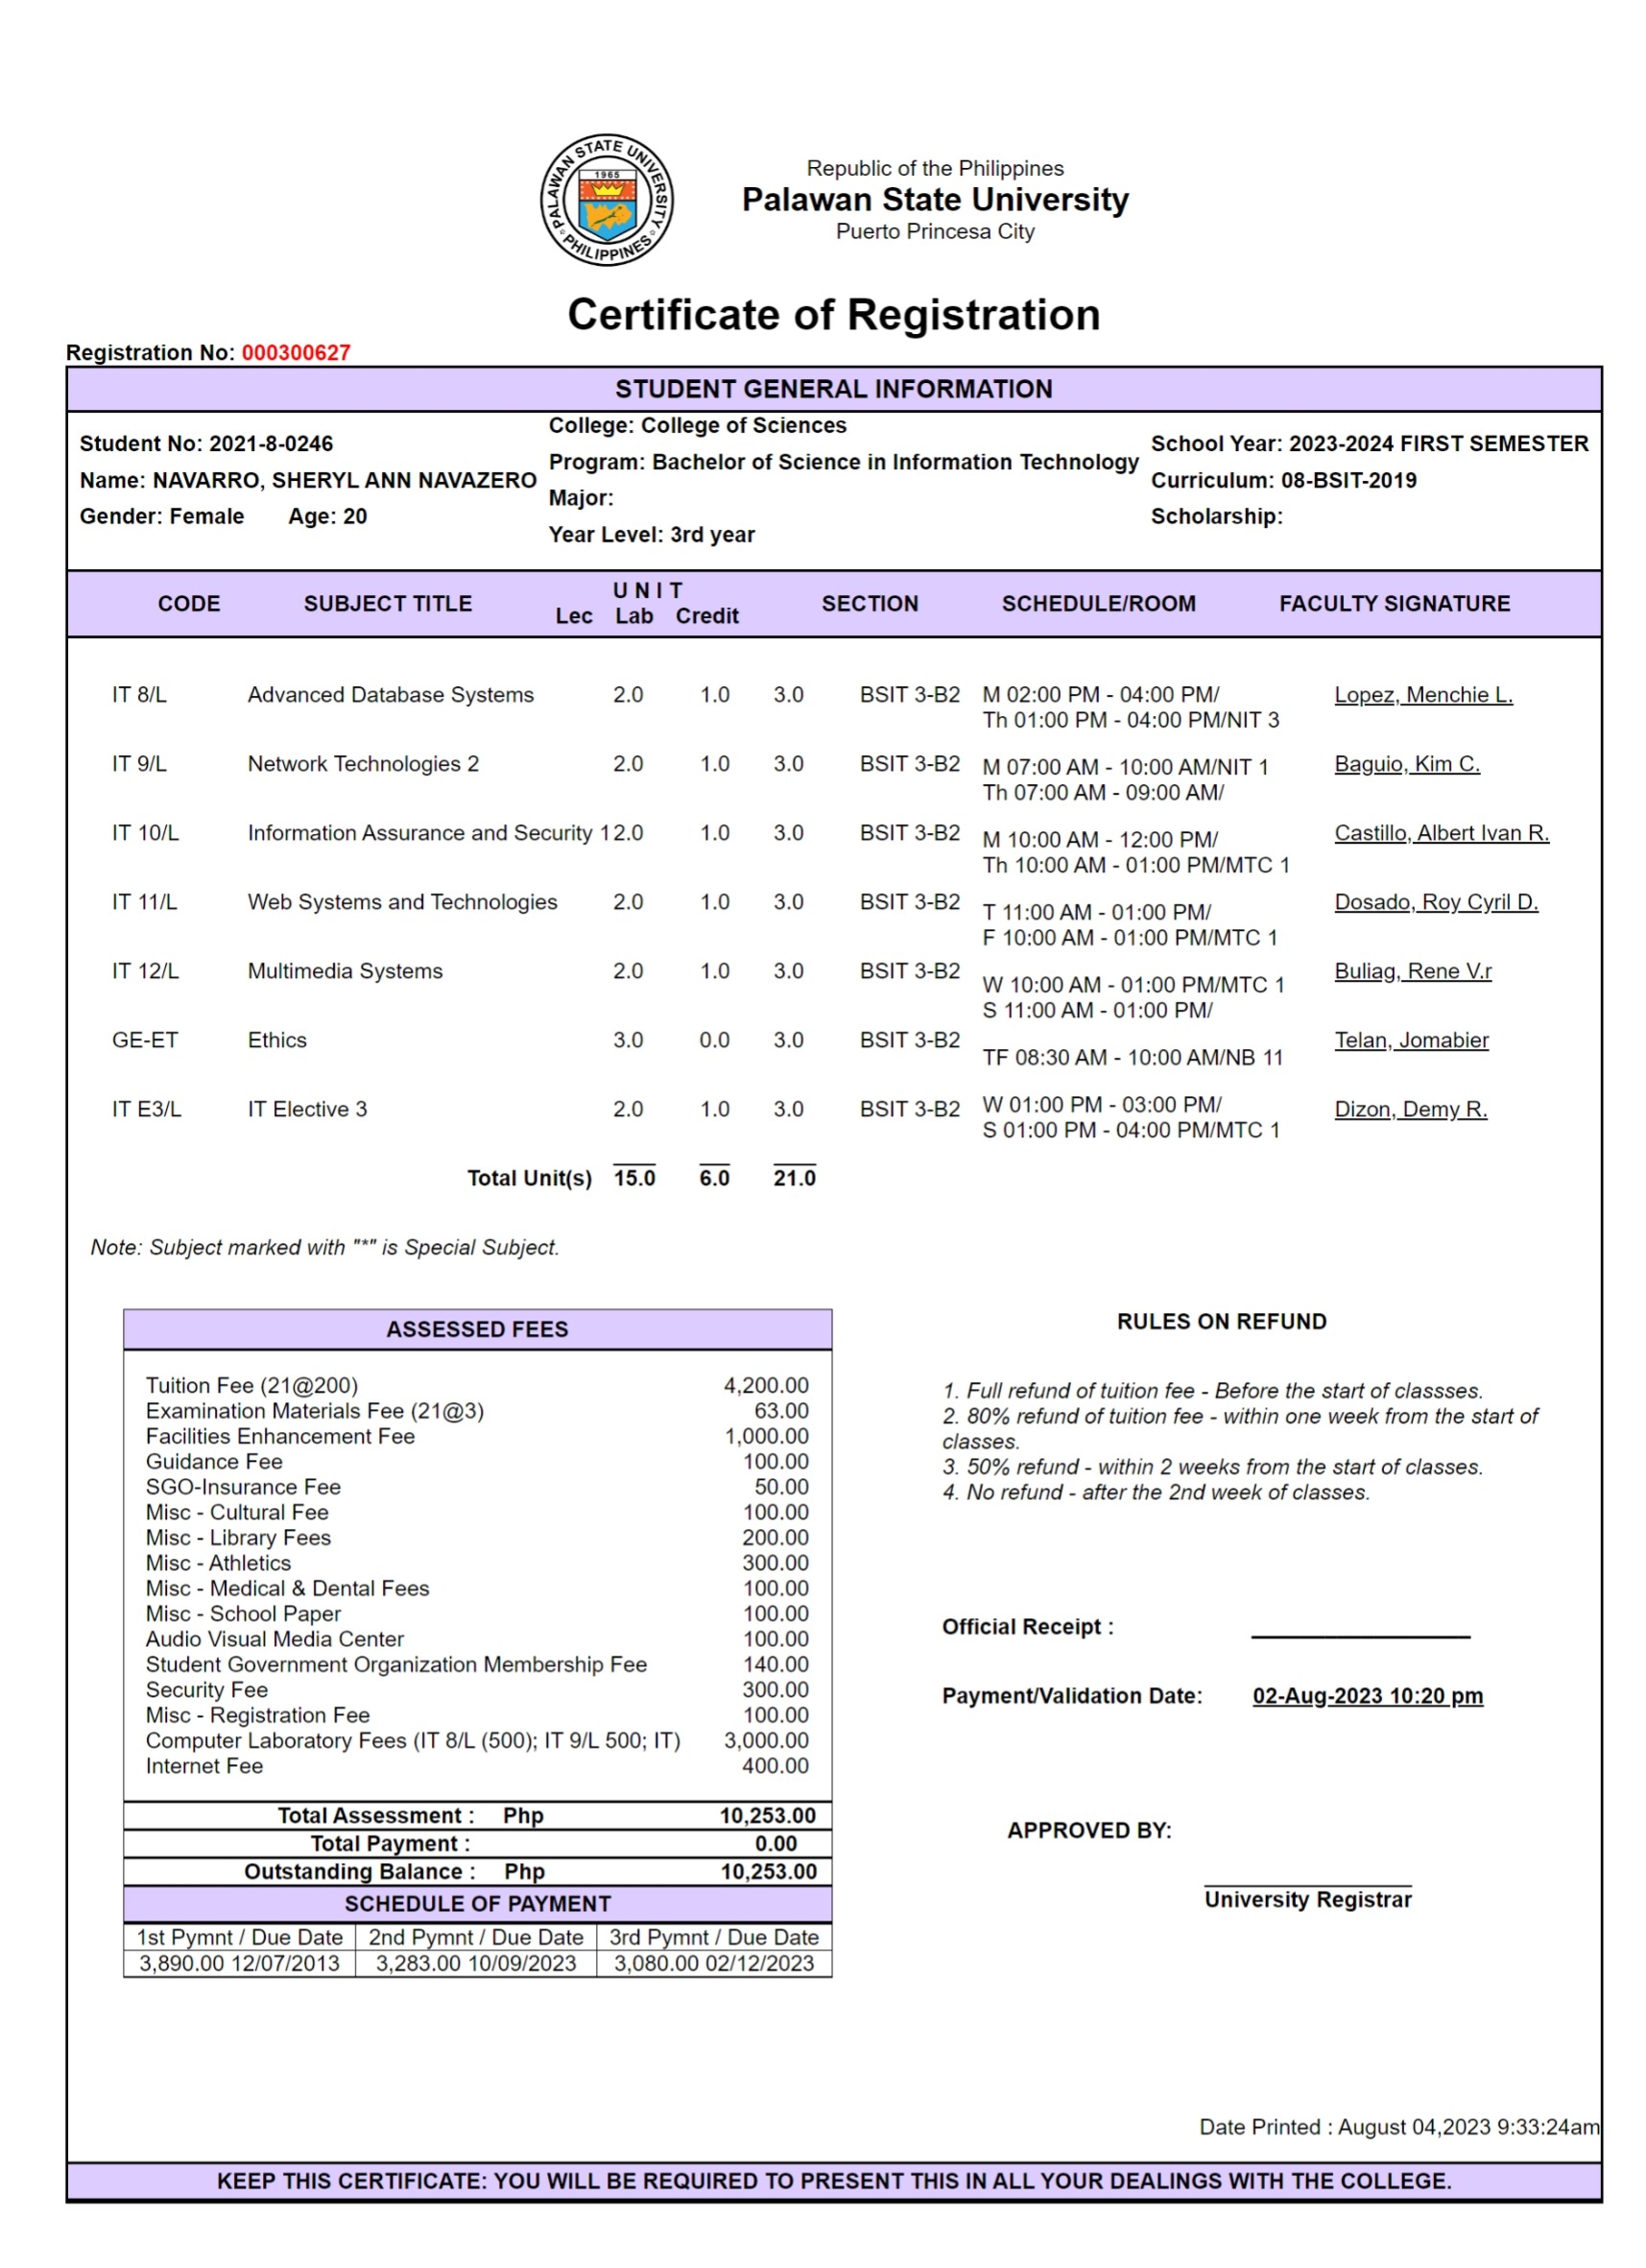 PALAWAN STATE UNIVERSITY
1965
PHILIPPINES
Republic of the Philippines
Palawan State University
Puerto Princesa City
Certificate of Registration
Registration No: 000300627
STUDENT GENERAL INFORMATION
Student No: 2021-8-0246
Name: NAVARRO, SHERYL ANN NAVAZERO
Gender: Female Age: 20
College: College of Sciences
Program: Bachelor of Science in Information Technology
Major:
Year Level: 3rd year
School Year: 2023-2024 FIRST SEMESTER
Curriculum: 08-BSIT-2019
Scholarship:
CODE SUBJECT TITLE U N I T SECTION SCHEDULE/ROOM FACULTY SIGNATURE
Lec Lab Credit
IT 8/L Advanced Database Systems 2.0 1.0 3.0 BSIT 3-B2 M 02:00 PM - 04:00 PM/ Lopez, Menchie L.
Th 01:00 PM - 04:00 PM/NIT 3
IT 9/L Network Technologies 2 2.0 1.0 3.0 BSIT 3-B2 M 07:00 AM - 10:00 AM/NIT 1 Baguio, Kim C.
Th 07:00 AM - 09:00 AM/
IT 10/L Information Assurance and Security 1 2.0 1.0 3.0 BSIT 3-B2 M 10:00 AM - 12:00 PM/ Castillo, Albert Ivan R.
Th 10:00 AM - 01:00 PM/MTC 1
IT 11/L Web Systems and Technologies 2.0 1.0 3.0 BSIT 3-B2 T 11:00 AM - 01:00 PM/ Dosado, Roy Cyril D.
F 10:00 AM - 01:00 PM/MTC 1
IT 12/L Multimedia Systems 2.0 1.0 3.0 BSIT 3-B2 W 10:00 AM - 01:00 PM/MTC 1 Buliag, Rene V.r
S 11:00 AM - 01:00 PM/
GE-ET Ethics 3.0 0.0 3.0 BSIT 3-B2 TF 08:30 AM - 10:00 AM/NB 11 Telan, Jomabier
IT E3/L IT Elective 3 2.0 1.0 3.0 BSIT 3-B2 W 01:00 PM - 03:00 PM/ Dizon, Demy R.
S 01:00 PM - 04:00 PM/MTC 1
Total Unit(s) 15.0 6.0 21.0
Note: Subject marked with "*" is Special Subject.
ASSESSED FEES
Tuition Fee (21@200) 4,200.00
Examination Materials Fee (21@3) 63.00
Facilities Enhancement Fee 1,000.00
Guidance Fee 100.00
SGO-Insurance Fee 50.00
Misc - Cultural Fee 100.00
Misc - Library Fees 200.00
Misc - Athletics 300.00
Misc - Medical & Dental Fees 100.00
Misc - School Paper 100.00
Audio Visual Media Center 100.00
Student Government Organization Membership Fee 140.00
Security Fee 300.00
Misc - Registration Fee 100.00
Computer Laboratory Fees (IT 8/L (500); IT 9/L 500; IT) 3,000.00
Internet Fee 400.00
Total Assessment : Php 10,253.00
Total Payment : 0.00
Outstanding Balance : Php 10,253.00
SCHEDULE OF PAYMENT
1st Pymnt / Due Date 2nd Pymnt / Due Date 3rd Pymnt / Due Date
3,890.00 12/07/2013 3,283.00 10/09/2023 3,080.00 02/12/2023
RULES ON REFUND
1. Full refund of tuition fee - Before the start of classses.
2. 80% refund of tuition fee - within one week from the start of
classes.
3. 50% refund - within 2 weeks from the start of classes.
4. No refund - after the 2nd week of classes.
Official Receipt :
Payment/Validation Date: 02-Aug-2023 10:20 pm
APPROVED BY:
University Registrar
Date Printed : August 04,2023 9:33:24am
KEEP THIS CERTIFICATE: YOU WILL BE REQUIRED TO PRESENT THIS IN ALL YOUR DEALINGS WITH THE COLLEGE.